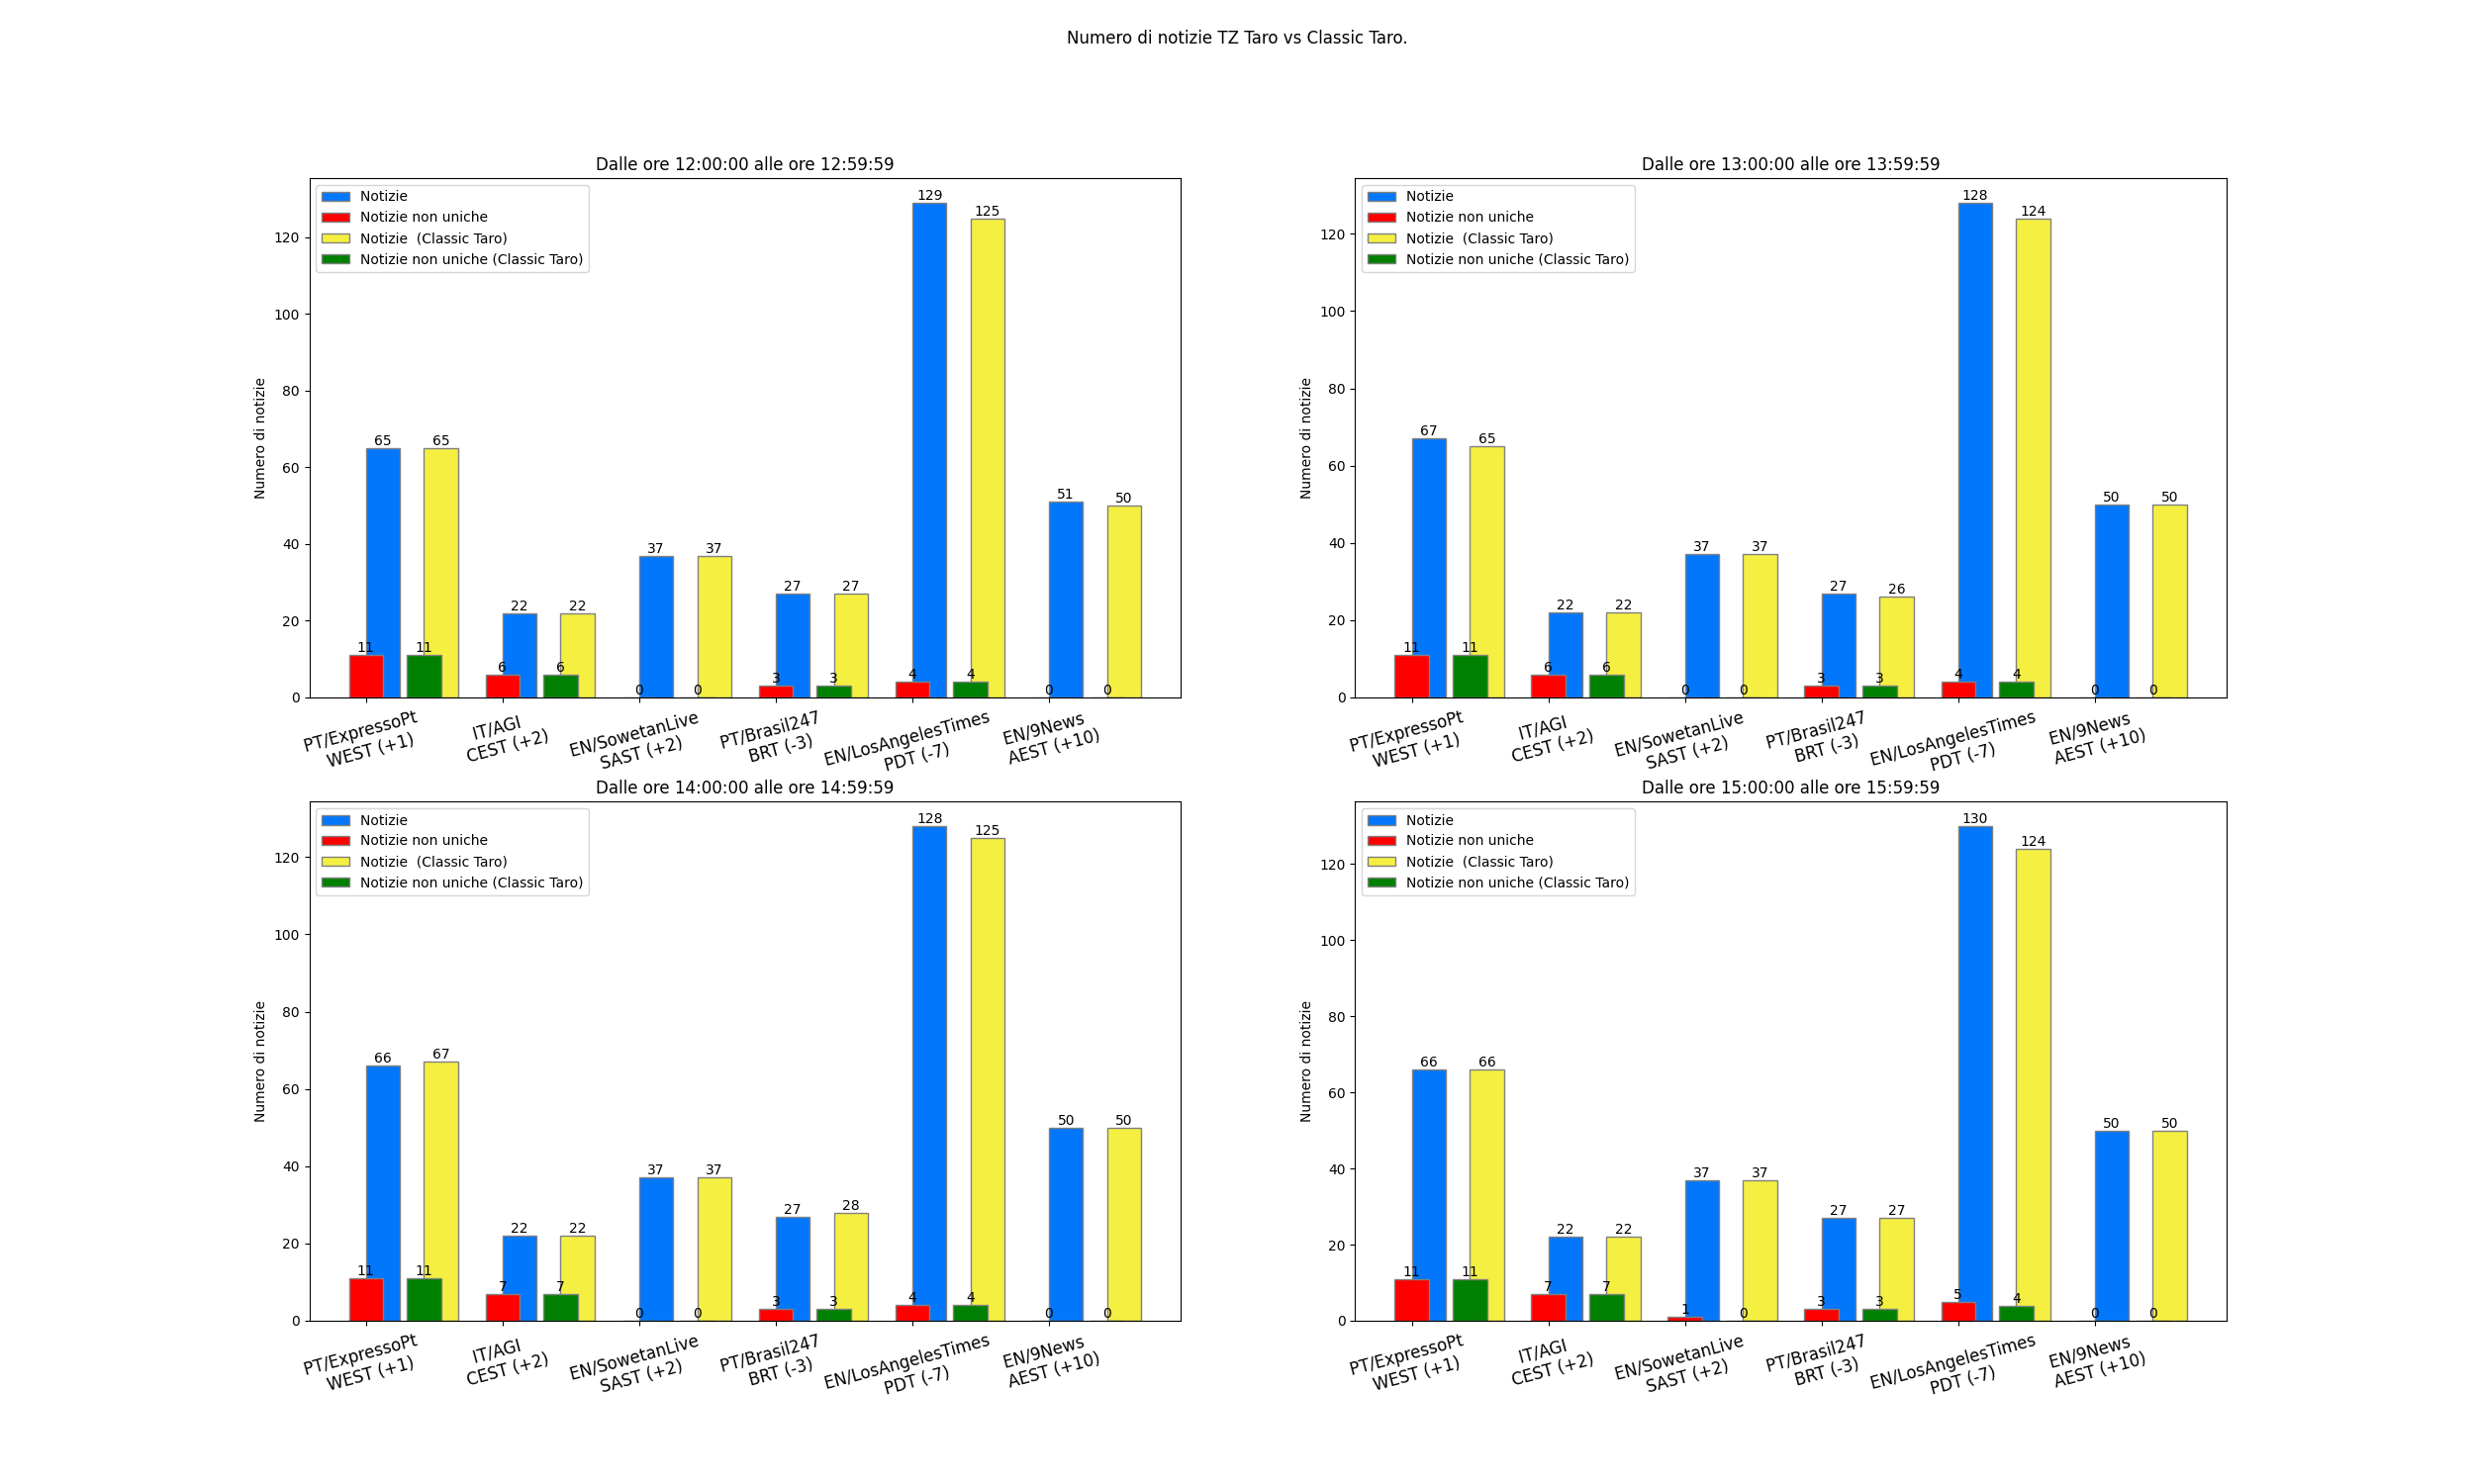 Numero di notizie TZ Taro vs Classic Taro.
Dalle ore 12:00:00 alle ore 12:59:59
Notizie
Notizie non uniche
Notizie  (Classic Taro)
Notizie non uniche (Classic Taro)
Numero di notizie
120
100
80
60
40
20
0
65 65 22 22 37 37 27 27 129 125 51 50
11 11 6 6 0 0 3 3 4 4 0 0
PT/ExpressoPt
WEST (+1)
IT/AGI
CEST (+2)
EN/SowetanLive
SAST (+2)
PT/Brasil247
BRT (-3)
EN/LosAngelesTimes
PDT (-7)
EN/9News
AEST (+10)
Dalle ore 13:00:00 alle ore 13:59:59
Notizie
Notizie non uniche
Notizie  (Classic Taro)
Notizie non uniche (Classic Taro)
Numero di notizie
120
100
80
60
40
20
0
67 65 22 22 37 37 27 26 128 124 50 50
11 11 6 6 0 0 3 3 4 4 0 0
PT/ExpressoPt
WEST (+1)
IT/AGI
CEST (+2)
EN/SowetanLive
SAST (+2)
PT/Brasil247
BRT (-3)
EN/LosAngelesTimes
PDT (-7)
EN/9News
AEST (+10)
Dalle ore 14:00:00 alle ore 14:59:59
Notizie
Notizie non uniche
Notizie  (Classic Taro)
Notizie non uniche (Classic Taro)
Numero di notizie
120
100
80
60
40
20
0
66 67 22 22 37 37 27 28 128 125 50 50
11 11 7 7 0 0 3 3 4 4 0 0
PT/ExpressoPt
WEST (+1)
IT/AGI
CEST (+2)
EN/SowetanLive
SAST (+2)
PT/Brasil247
BRT (-3)
EN/LosAngelesTimes
PDT (-7)
EN/9News
AEST (+10)
Dalle ore 15:00:00 alle ore 15:59:59
Notizie
Notizie non uniche
Notizie  (Classic Taro)
Notizie non uniche (Classic Taro)
Numero di notizie
120
100
80
60
40
20
0
66 66 22 22 37 37 27 27 130 124 50 50
11 11 7 7 1 0 3 3 5 4 0 0
PT/ExpressoPt
WEST (+1)
IT/AGI
CEST (+2)
EN/SowetanLive
SAST (+2)
PT/Brasil247
BRT (-3)
EN/LosAngelesTimes
PDT (-7)
EN/9News
AEST (+10)